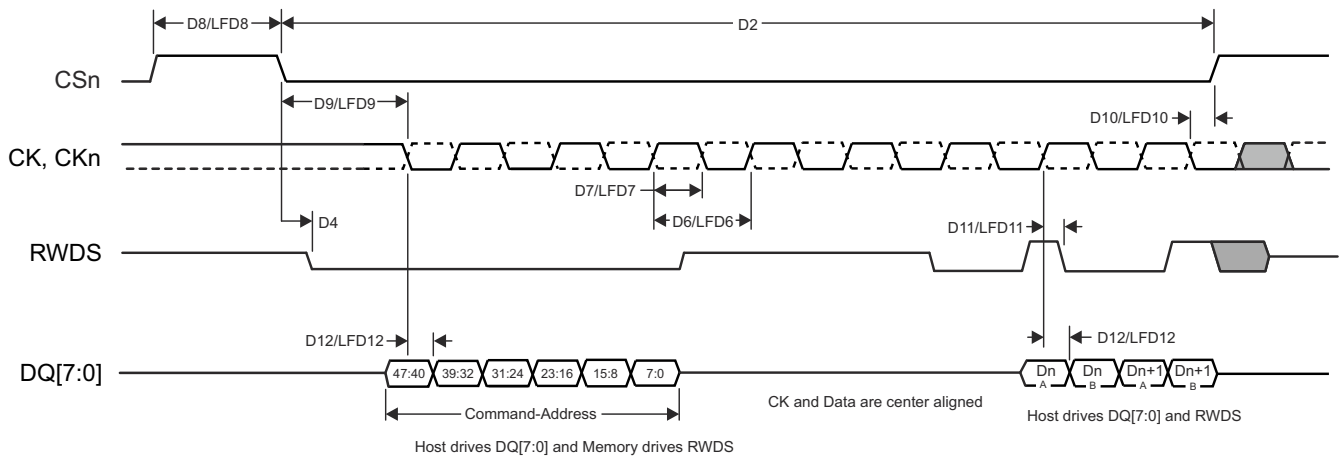 D8/LFD8
D2
CSn
D9/LFD9
D10/LFD10
CK, CKn
D7/LFD7
D6/LFD6
D4
D11/LFD11
RWDS
D12/LFD12
D12/LFD12
DQ[7:0]
47:40 39:32 31:24 23:16 15:8 7:0
Dn A Dn B Dn+1 A Dn+1 B
Command-Address
CK and Data are center aligned
Host drives DQ[7:0] and RWDS
Host drives DQ[7:0] and Memory drives RWDS